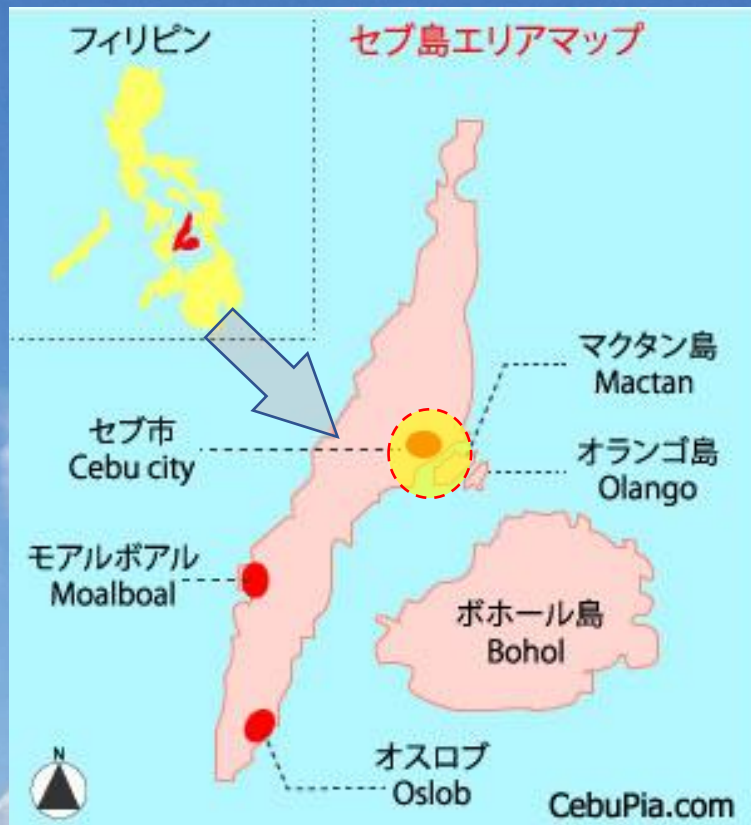 フィリピン
セブ島エリアマップ
マクタン島
Mactan
セブ市
Cebu city
オランゴ島
Olango
モアルボアル
Moalboal
ボホール島
Bohol
オスロブ
Oslob
N
CebuPia.com